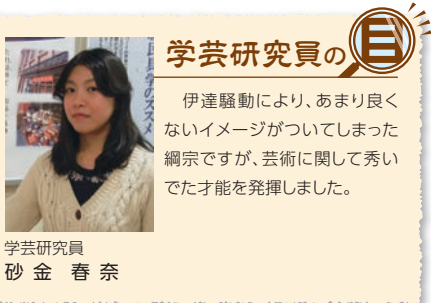 学芸研究員の目
伊達騒動により、あまり良く
ないイメージがついてしまった
綱宗ですが、芸術に関して秀い
でた才能を発揮しました。
学芸研究員
砂金 春奈